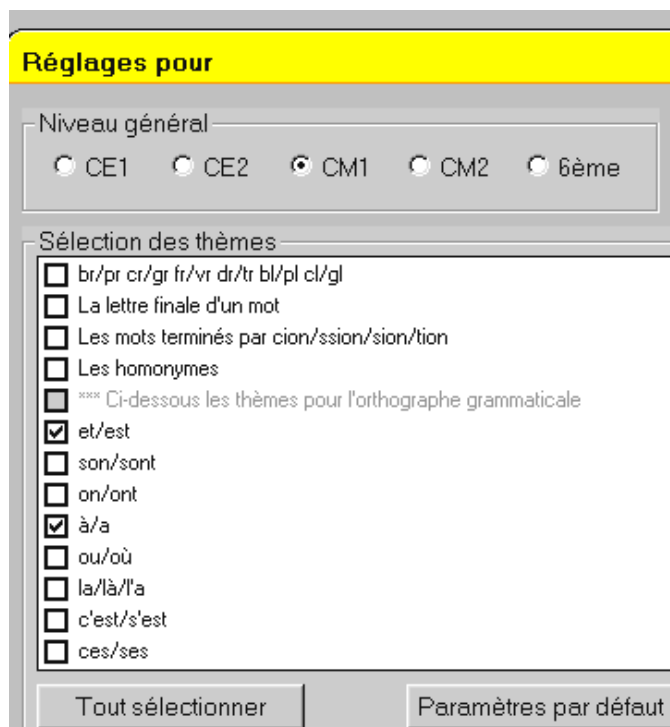 Réglages pour
Niveau général
CE1 CE2 CM1 CM2 6ème
Sélection des thèmes
br/pr cr/gr fr/vr dr/tr bl/pl cl/gl
La lettre finale d'un mot
Les mots terminés par cion/ssion/sion/tion
Les homonymes
*** Ci-dessous les thèmes pour l'orthographe grammaticale
et/est
son/sont
on/ont
à/a
ou/où
la/là/l'a
c'est/s'est
ces/ses
Tout sélectionner Paramètres par défaut